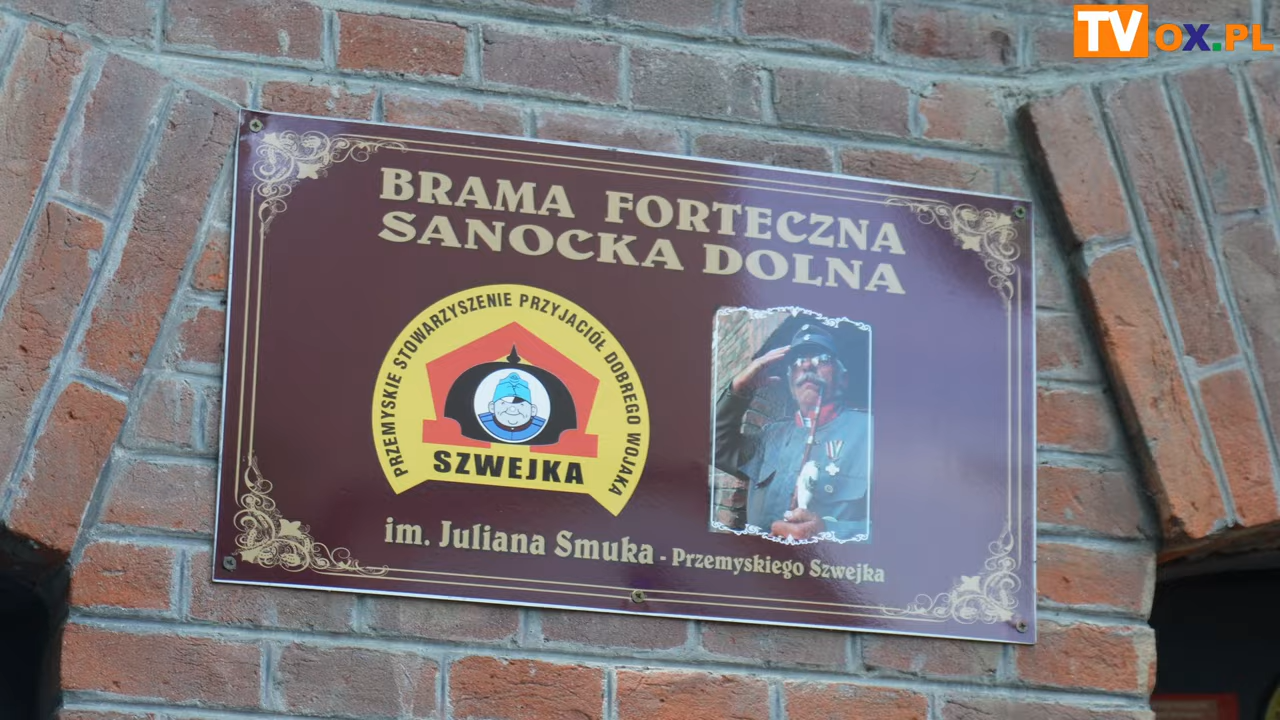 TVOX.PL
BRAMA FORTECZNA
SANOCKA DOLNA
PRZEMYSKIE STOWARZYSZENIE PRZYJACIÓŁ DOBREGO WOJAKA
SZWEJKA
im. Juliana Smuka - Przemyskiego Szwejka